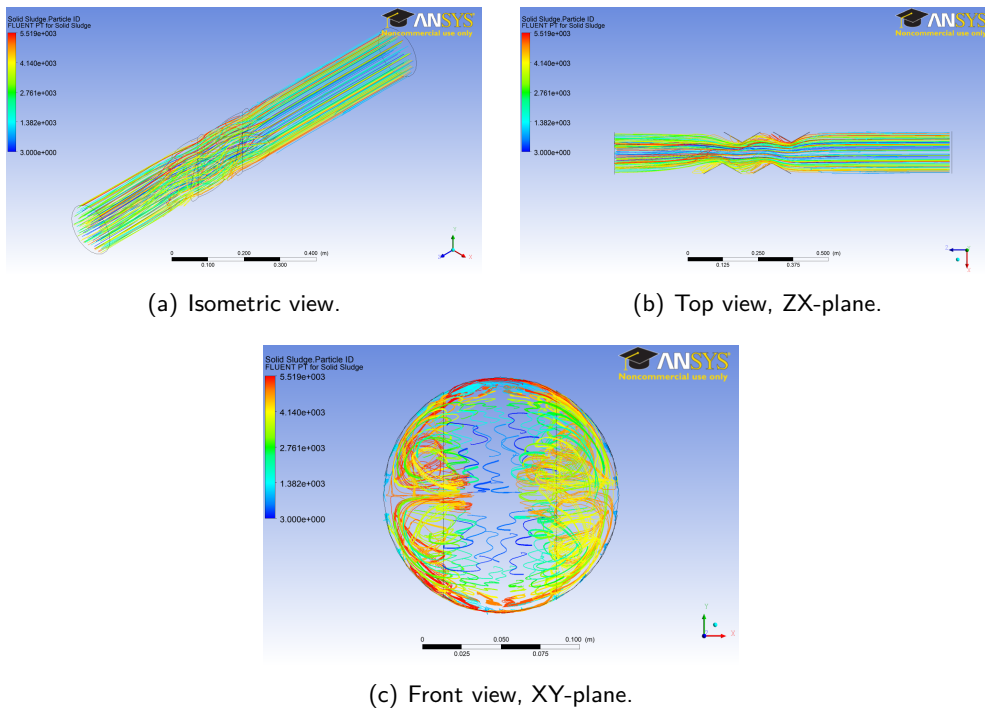 Solid Sludge.Particle ID
FLUENT PT for Solid Sludge
5.519e+003
4.140e+003
2.761e+003
1.382e+003
3.000e+000
ANSYS
Noncommercial use only
0 0.200 0.400 (m)
0.100 0.300
Y
X
Z
(a) Isometric view.
Solid Sludge.Particle ID
FLUENT PT for Solid Sludge
5.519e+003
4.140e+003
2.761e+003
1.382e+003
3.000e+000
ANSYS
Noncommercial use only
0 0.250 0.500 (m)
0.125 0.375
Z
(b) Top view, ZX-plane.
Solid Sludge.Particle ID
FLUENT PT for Solid Sludge
5.519e+003
4.140e+003
2.761e+003
1.382e+003
3.000e+000
ANSYS
Noncommercial use only
0 0.050 0.100 (m)
0.025 0.075
Y
X
(c) Front view, XY-plane.